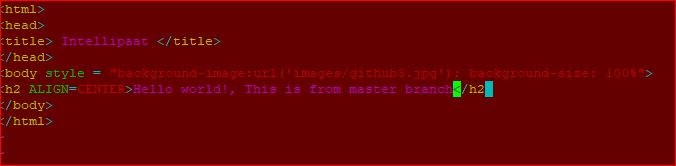 <html>
<head>
<title> Intellipaat </title>
</head>
<body style = "background-image:url('images/github3.jpg'); background-size: 100%">
<h2 ALIGN=CENTER>Hello world!, This is from master branch</h2>
</body>
</html>
~
~